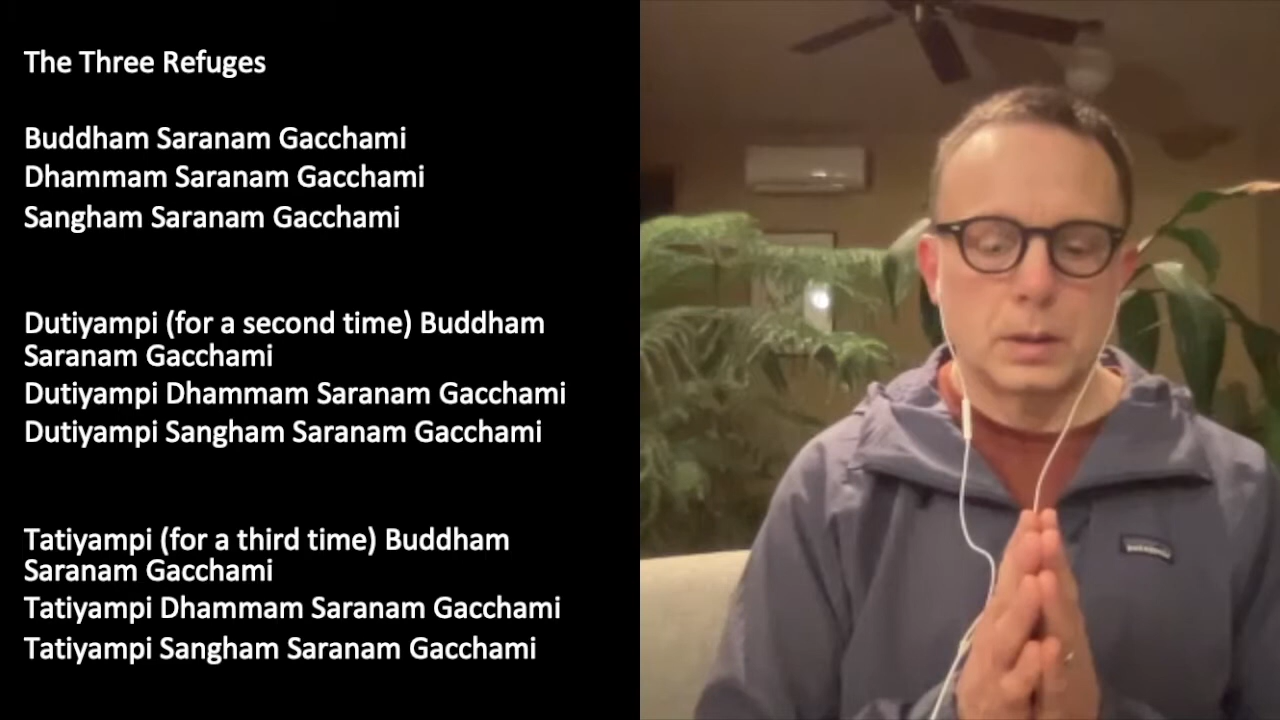 The Three Refuges
Buddham Saranam Gacchami
Dhammam Saranam Gacchami
Sangham Saranam Gacchami
Dutiyampi (for a second time) Buddham
Saranam Gacchami
Dutiyampi Dhammam Saranam Gacchami
Dutiyampi Sangham Saranam Gacchami
Tatiyampi (for a third time) Buddham
Saranam Gacchami
Tatiyampi Dhammam Saranam Gacchami
Tatiyampi Sangham Saranam Gacchami